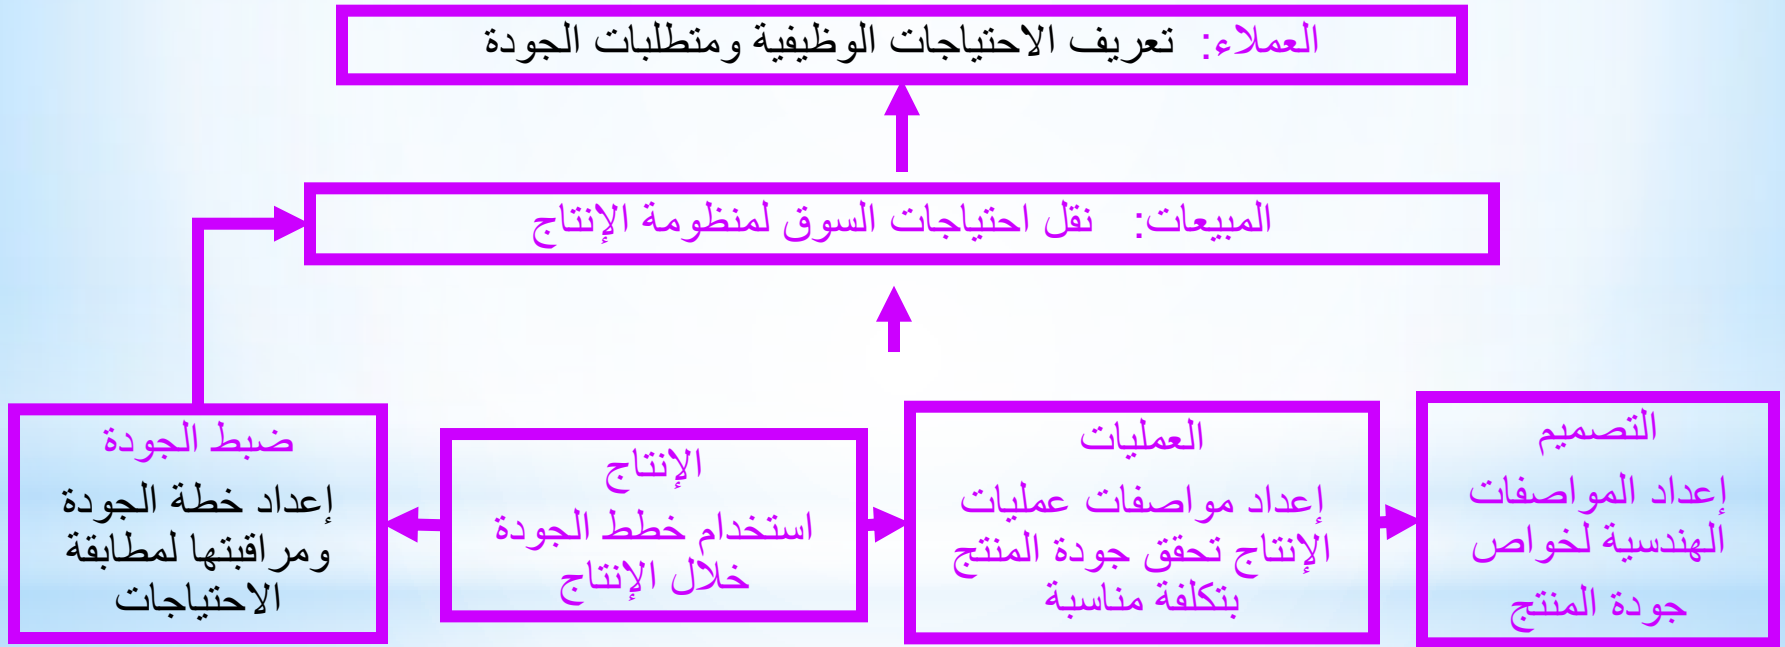 العملاء: تعريف الاحتياجات الوظيفية ومتطلبات الجودة
المبيعات: نقل احتياجات السوق لمنظومة الإنتاج
التصميم
إعداد المواصفات
الهندسية لخواص
جودة المنتج
العمليات
إعداد مواصفات عمليات
الإنتاج تحقق جودة المنتج
بتكلفة مناسبة
الإنتاج
استخدام خطط الجودة
خلال الإنتاج
ضبط الجودة
إعداد خطة الجودة
ومراقبتها لمطابقة
الاحتياجات